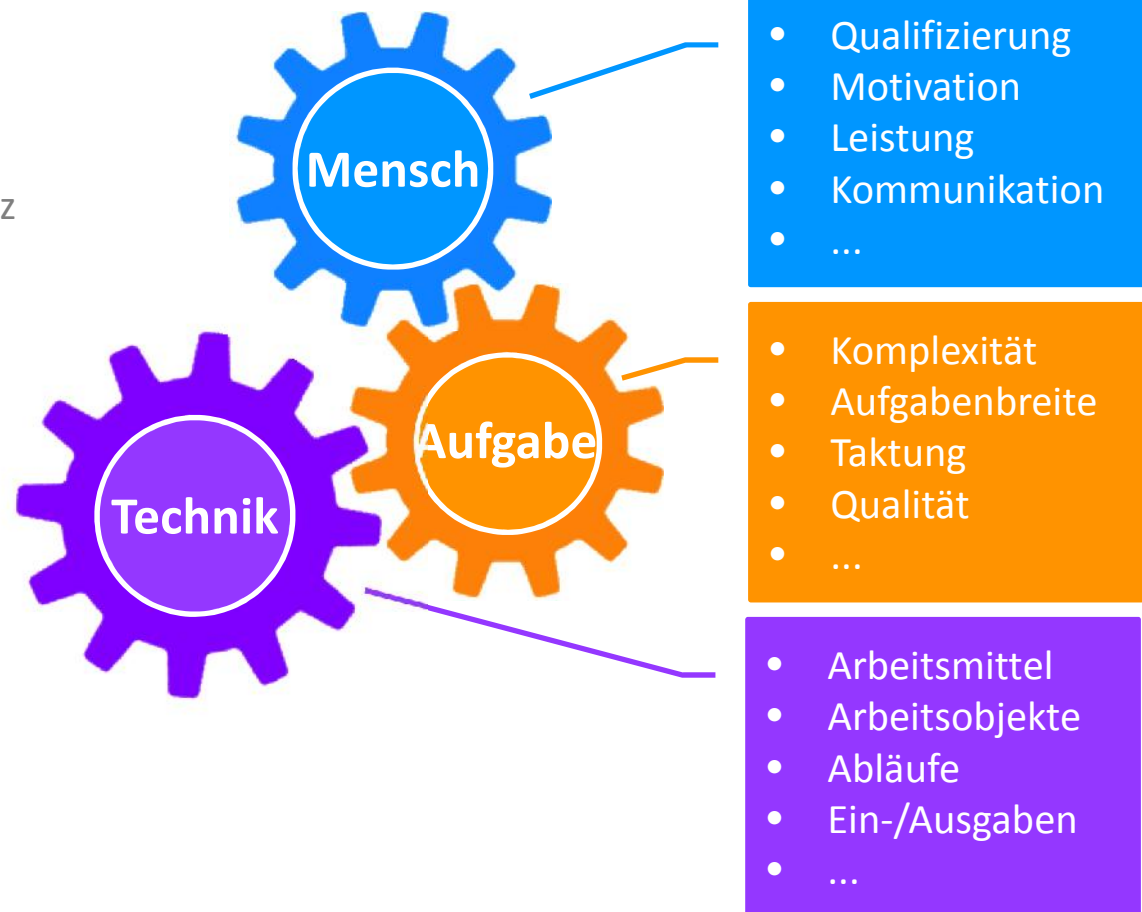 Mensch
z
Aufgabe
Technik
• Qualifizierung
• Motivation
• Leistung
• Kommunikation
• ...
• Komplexität
• Aufgabenbreite
• Taktung
• Qualität
• ...
• Arbeitsmittel
• Arbeitsobjekte
• Abläufe
• Ein-/Ausgaben
• ...